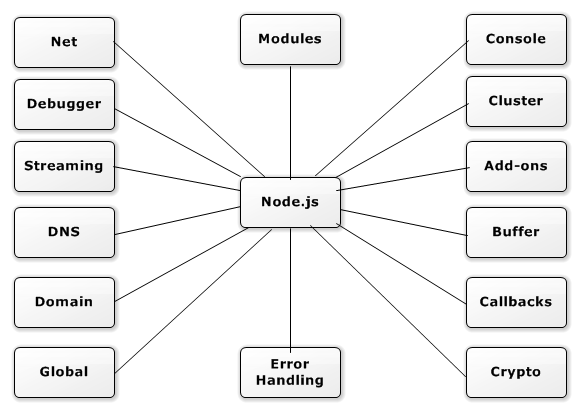 Net
Modules
Console
Debugger
Cluster
Streaming
Add-ons
Node.js
DNS
Buffer
Domain
Callbacks
Global
Error
Handling
Crypto